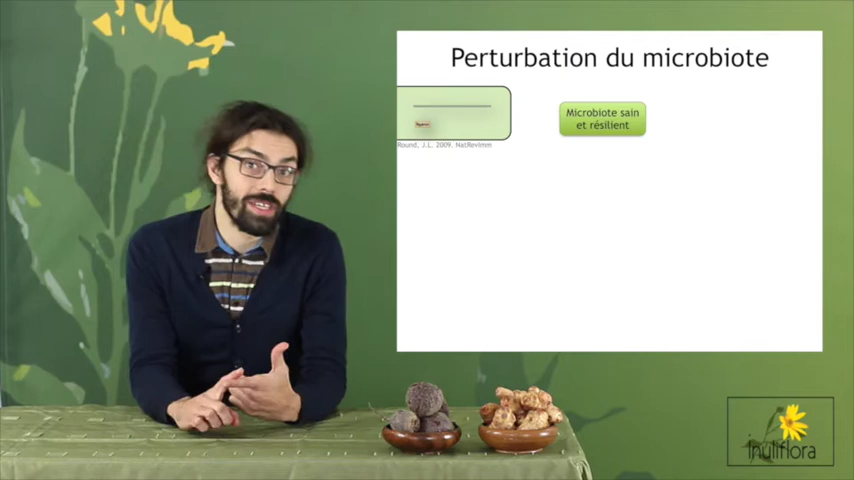 Perturbation du microbiote
Microbiote sain
et résilient
Round, J.L. 2009. NatRevImm
inuliflora